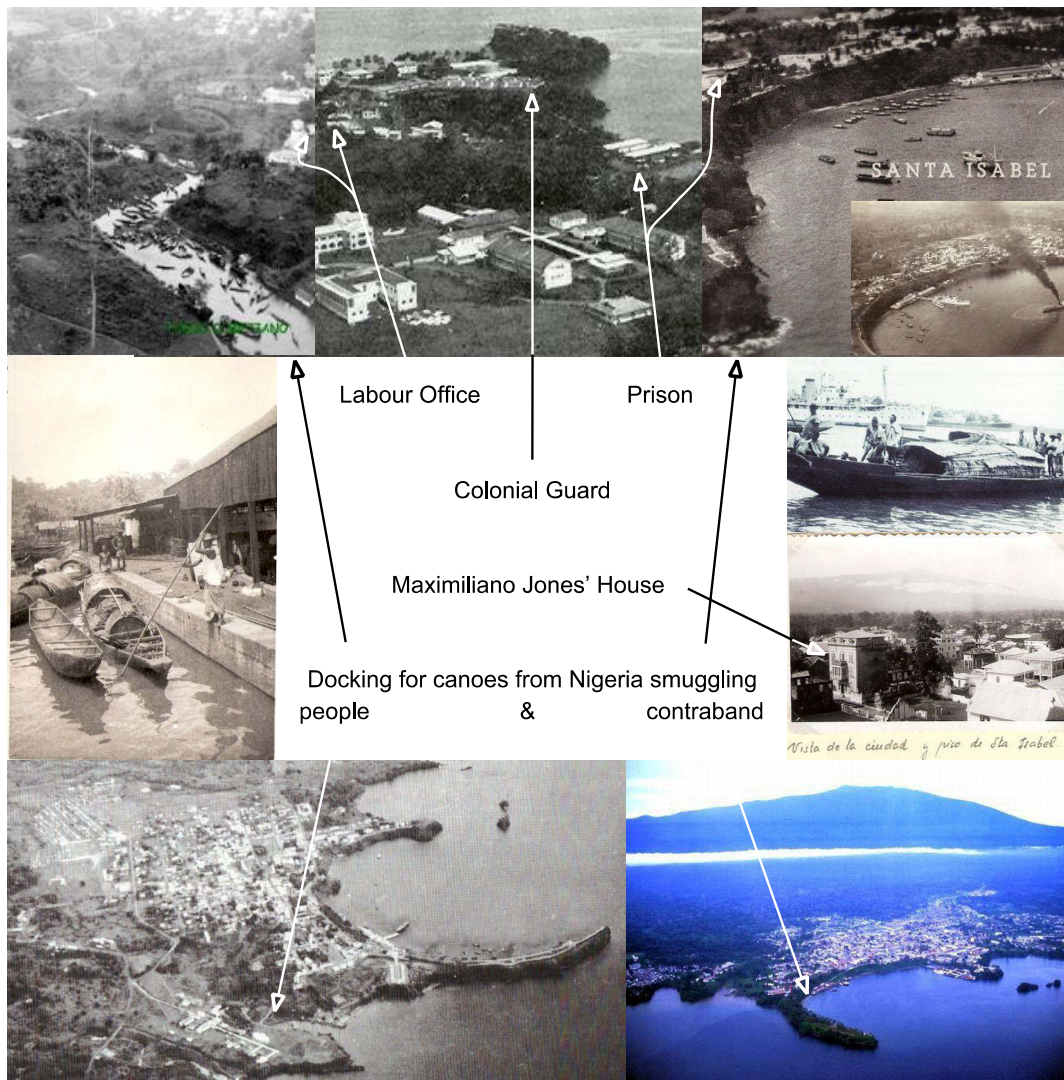 SANTA ISABEL
Labour Office
Prison
Colonial Guard
Maximiliano Jones’ House
Docking for canoes from Nigeria smuggling
people & contraband
Vista de la ciudad y pico de Sta Isabel